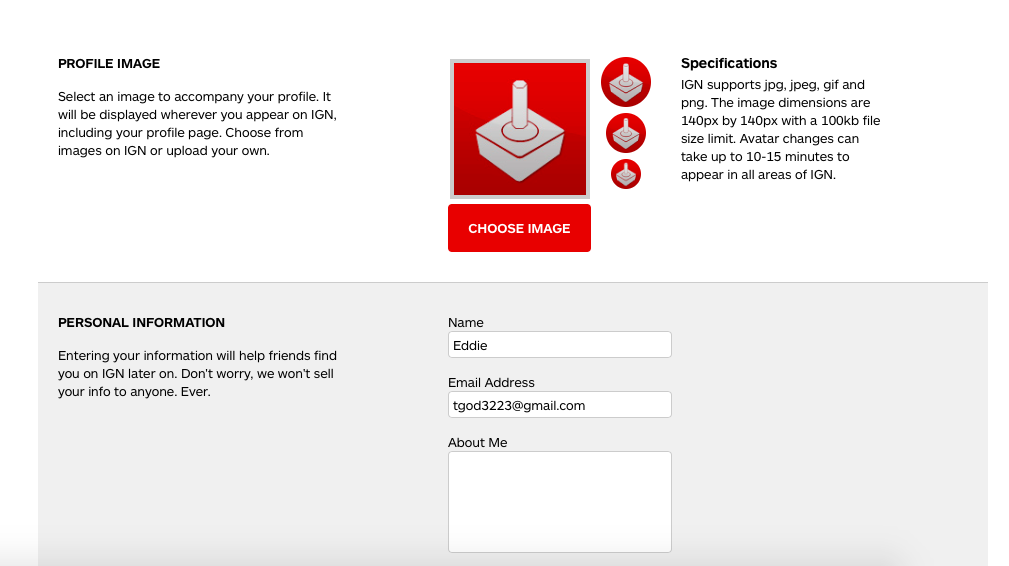 PROFILE IMAGE
Select an image to accompany your profile. It
will be displayed wherever you appear on IGN,
including your profile page. Choose from
images on IGN or upload your own.
CHOOSE IMAGE
Specifications
IGN supports jpg, jpeg, gif and
png. The image dimensions are
140px by 140px with a 100kb file
size limit. Avatar changes can
take up to 10-15 minutes to
appear in all areas of IGN.
PERSONAL INFORMATION
Entering your information will help friends find
you on IGN later on. Don't worry, we won't sell
your info to anyone. Ever.
Name
Eddie
Email Address
tgod3223@gmail.com
About Me